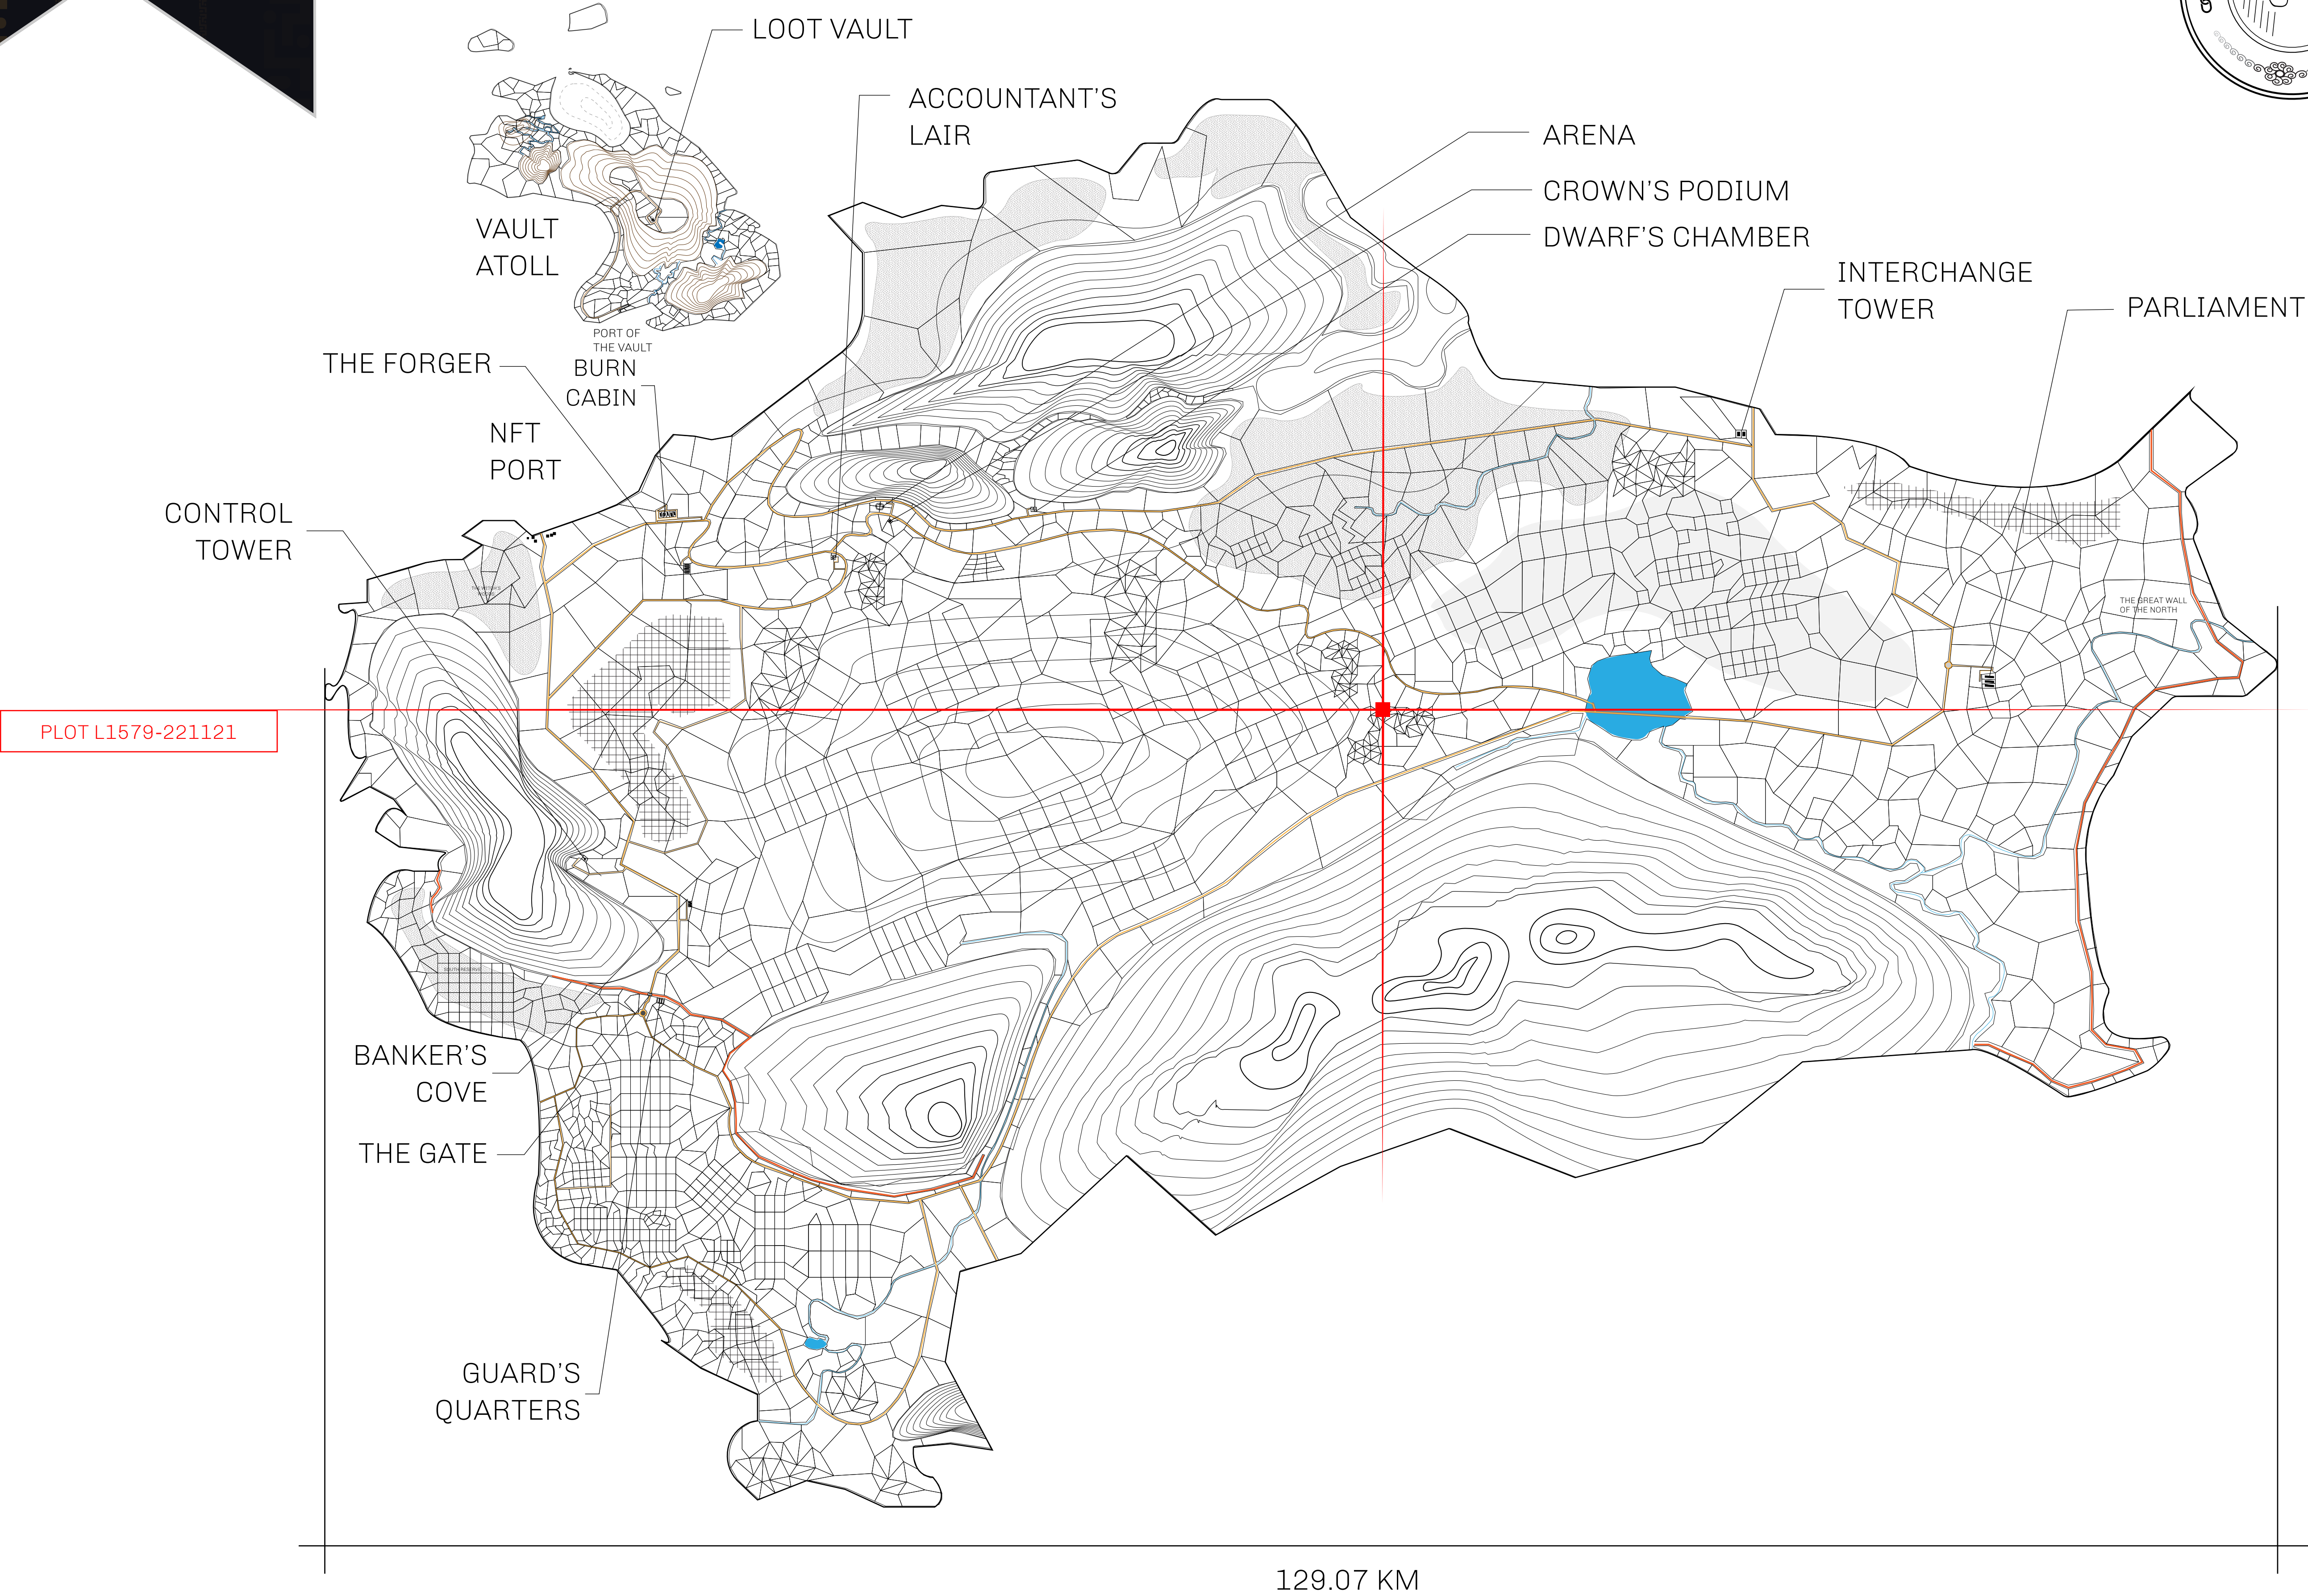 LOOT VAULT
ACCOUNTANT'S
LAIR
ARENA
CROWN'S PODIUM
DWARF'S CHAMBER
VAULT
ATOLL
INTERCHANGE
TOWER
PARLIAMENT
PORT OF
THE VAULT
THE FORGER
BURN
CABIN
NFT
PORT
CONTROL
TOWER
THE GREAT WALL
OF THE NORTH
PLOT L1579-221121
SOUTH RESERVE
BANKER'S
COVE
THE GATE
GUARD'S
QUARTERS
129.07 KM